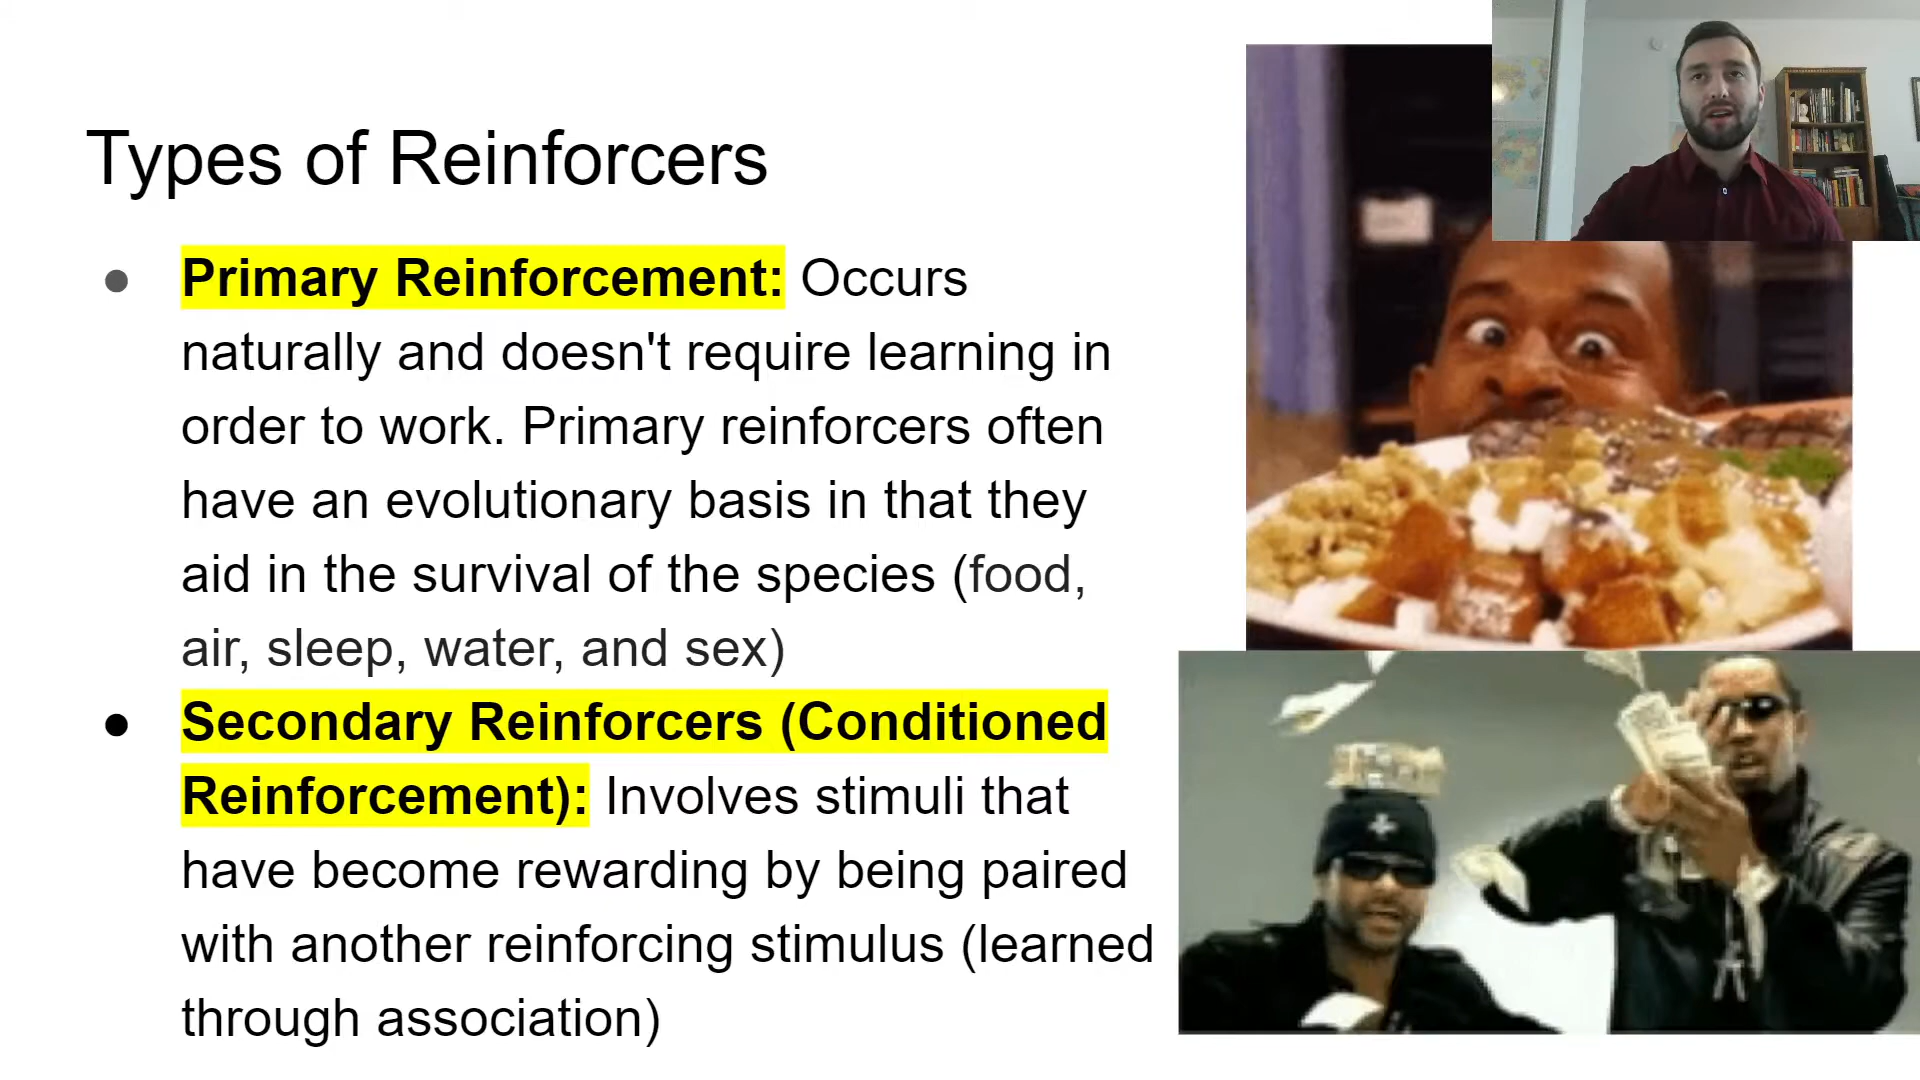 Types of Reinforcers
● Primary Reinforcement: Occurs
naturally and doesn't require learning in
order to work. Primary reinforcers often
have an evolutionary basis in that they
aid in the survival of the species (food,
air, sleep, water, and sex)
● Secondary Reinforcers (Conditioned
Reinforcement): Involves stimuli that
have become rewarding by being paired
with another reinforcing stimulus (learned
through association)